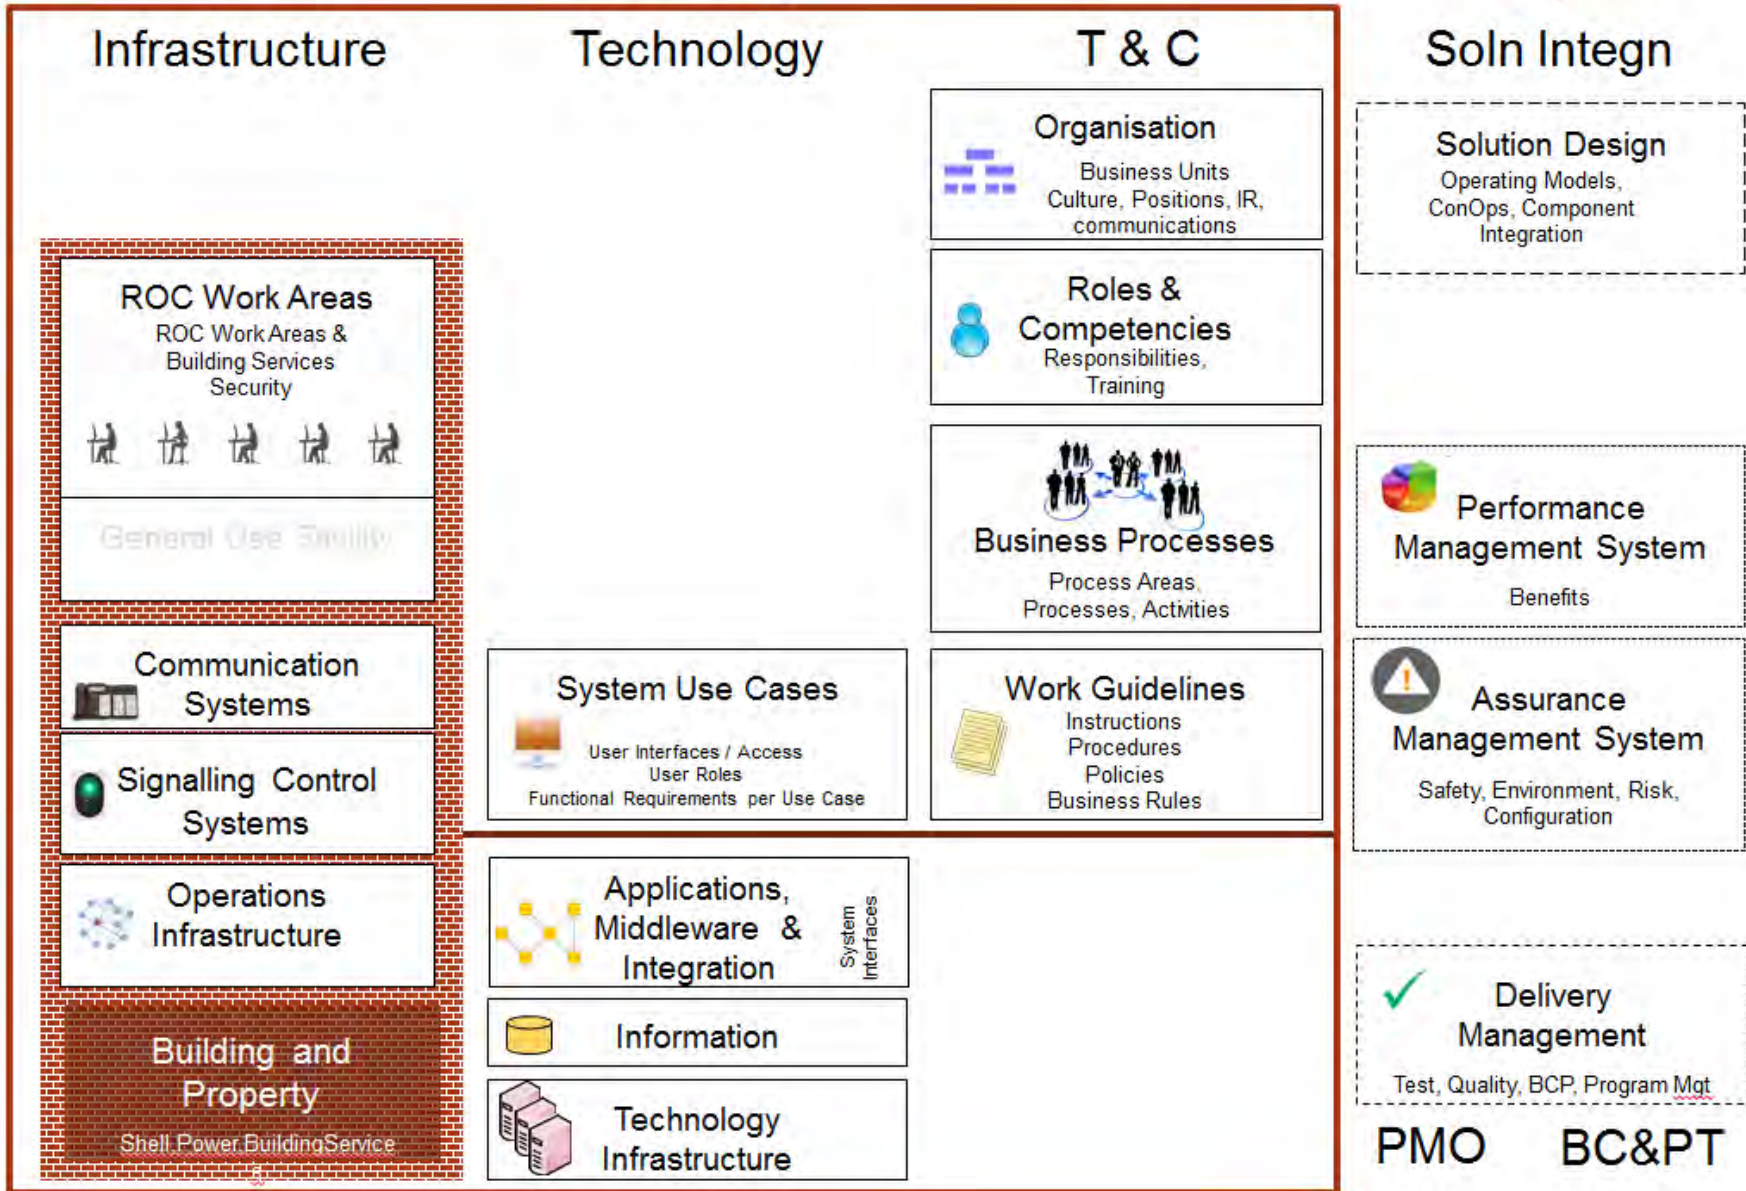 Infrastructure
Technology
T & C
Soln Integn
ROC Work Areas
ROC Work Areas &
Building Services
Security
General Use Facility
Communication
Systems
Signalling Control
Systems
Operations
Infrastructure
Building and
Property
Shell.Power.BuildingService
s
System Use Cases
User Interfaces / Access
User Roles
Functional Requirements per Use Case
Applications,
Middleware &
Integration
System
Interfaces
Information
Technology
Infrastructure
Organisation
Business Units
Culture, Positions, IR,
communications
Roles &
Competencies
Responsibilities,
Training
Business Processes
Process Areas,
Processes, Activities
Work Guidelines
Instructions
Procedures
Policies
Business Rules
Solution Design
Operating Models,
ConOps, Component
Integration
Performance
Management System
Benefits
Assurance
Management System
Safety, Environment, Risk,
Configuration
Delivery
Management
Test, Quality, BCP, Program Mgt
PMO BC&PT